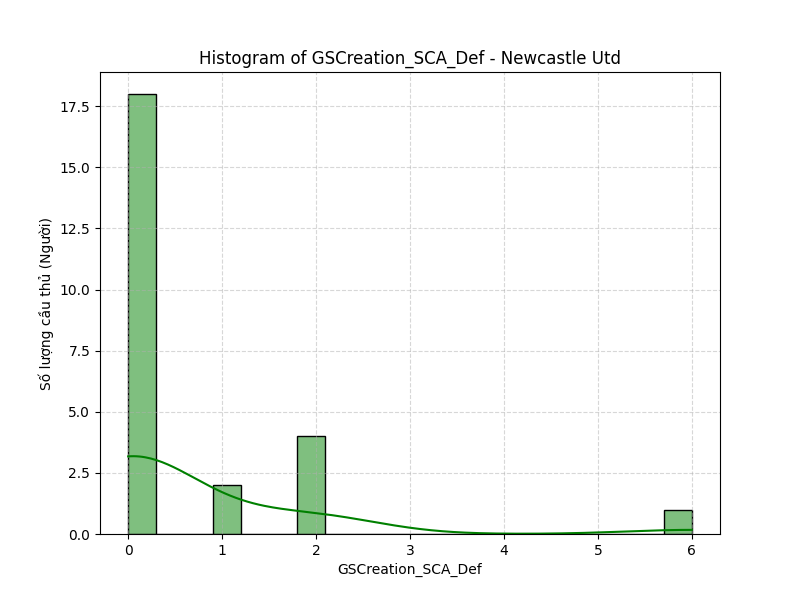 Histogram of GSCreation_SCA_Def - Newcastle Utd
Số lượng cầu thủ (Người)
17.5
15.0
12.5
10.0
7.5
5.0
2.5
0.0
0 1 2 3 4 5 6
GSCreation_SCA_Def